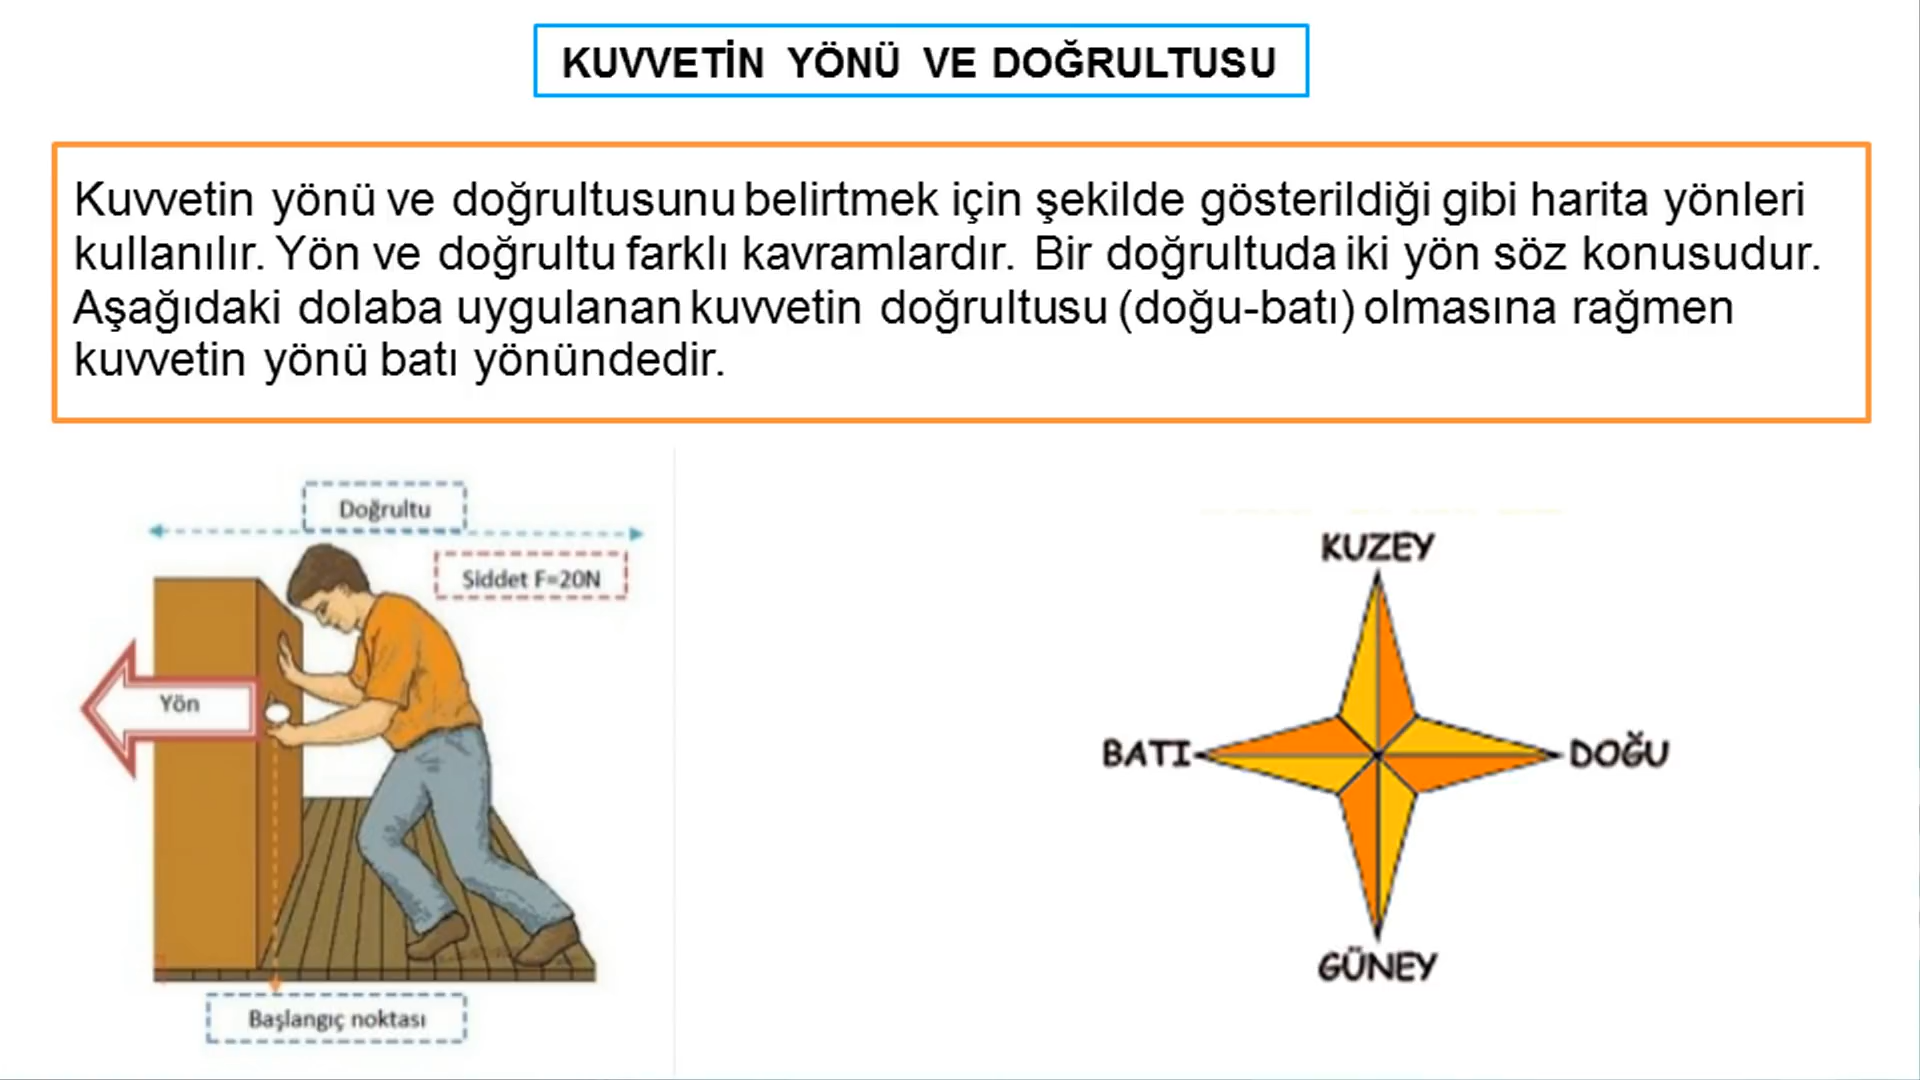 KUVVETİN YÖNÜ VE DOĞRULTUSU
Kuvvetin yönü ve doğrultusunu belirtmek için şekilde gösterildiği gibi harita yönleri
kullanılır. Yön ve doğrultu farklı kavramlardır. Bir doğrultuda iki yön söz konusudur.
Aşağıdaki dolaba uygulanan kuvvetin doğrultusu (doğu-batı) olmasına rağmen
kuvvetin yönü batı yönündedir.
Doğrultu
Siddet F=20N
Yön
Başlangıç noktası
KUZEY
BATI
DOĞU
GÜNEY